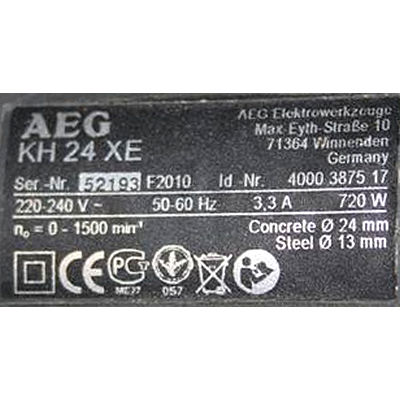 AEG
KH 24 XE
AEG Elektrowerkzeuge
Max-Eyth-Straße 10
71364 Winnenden
Germany
Ser.-Nr. 52193 F2010 Id.-Nr. 4000 3875 17
220-240 V ~ 50-60 Hz 3,3 A 720 W
n₀ = 0 - 1500 min⁻¹ Concrete Ø 24 mm
Steel Ø 13 mm
CE
057